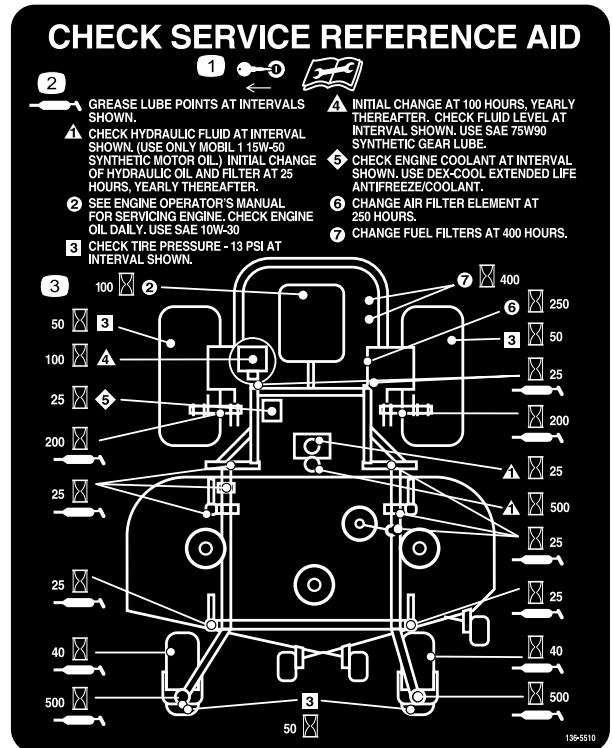 CHECK SERVICE REFERENCE AID
1
2
GREASE LUBE POINTS AT INTERVALS
SHOWN.
1 CHECK HYDRAULIC FLUID AT INTERVAL
SHOWN. (USE ONLY MOBIL 1 15W-50
SYNTHETIC MOTOR OIL.) INITIAL CHANGE
OF HYDRAULIC OIL AND FILTER AT 25
HOURS, YEARLY THEREAFTER.
2 SEE ENGINE OPERATOR'S MANUAL
FOR SERVICING ENGINE. CHECK ENGINE
OIL DAILY. USE SAE 10W-30
3 CHECK TIRE PRESSURE - 13 PSI AT
INTERVAL SHOWN.
4 INITIAL CHANGE AT 100 HOURS, YEARLY
THEREAFTER. CHECK FLUID LEVEL AT
INTERVAL SHOWN. USE SAE 75W90
SYNTHETIC GEAR LUBE.
5 CHECK ENGINE COOLANT AT INTERVAL
SHOWN. USE DEX-COOL EXTENDED LIFE
ANTIFREEZE/COOLANT.
6 CHANGE AIR FILTER ELEMENT AT
250 HOURS.
7 CHANGE FUEL FILTERS AT 400 HOURS.
3
100 2
7 400
6 250
50 3
3 50
100 4
25
25 5
200
200
1 25
25
1 500
25
25
25
40
40
500
500
3
50
136-5510